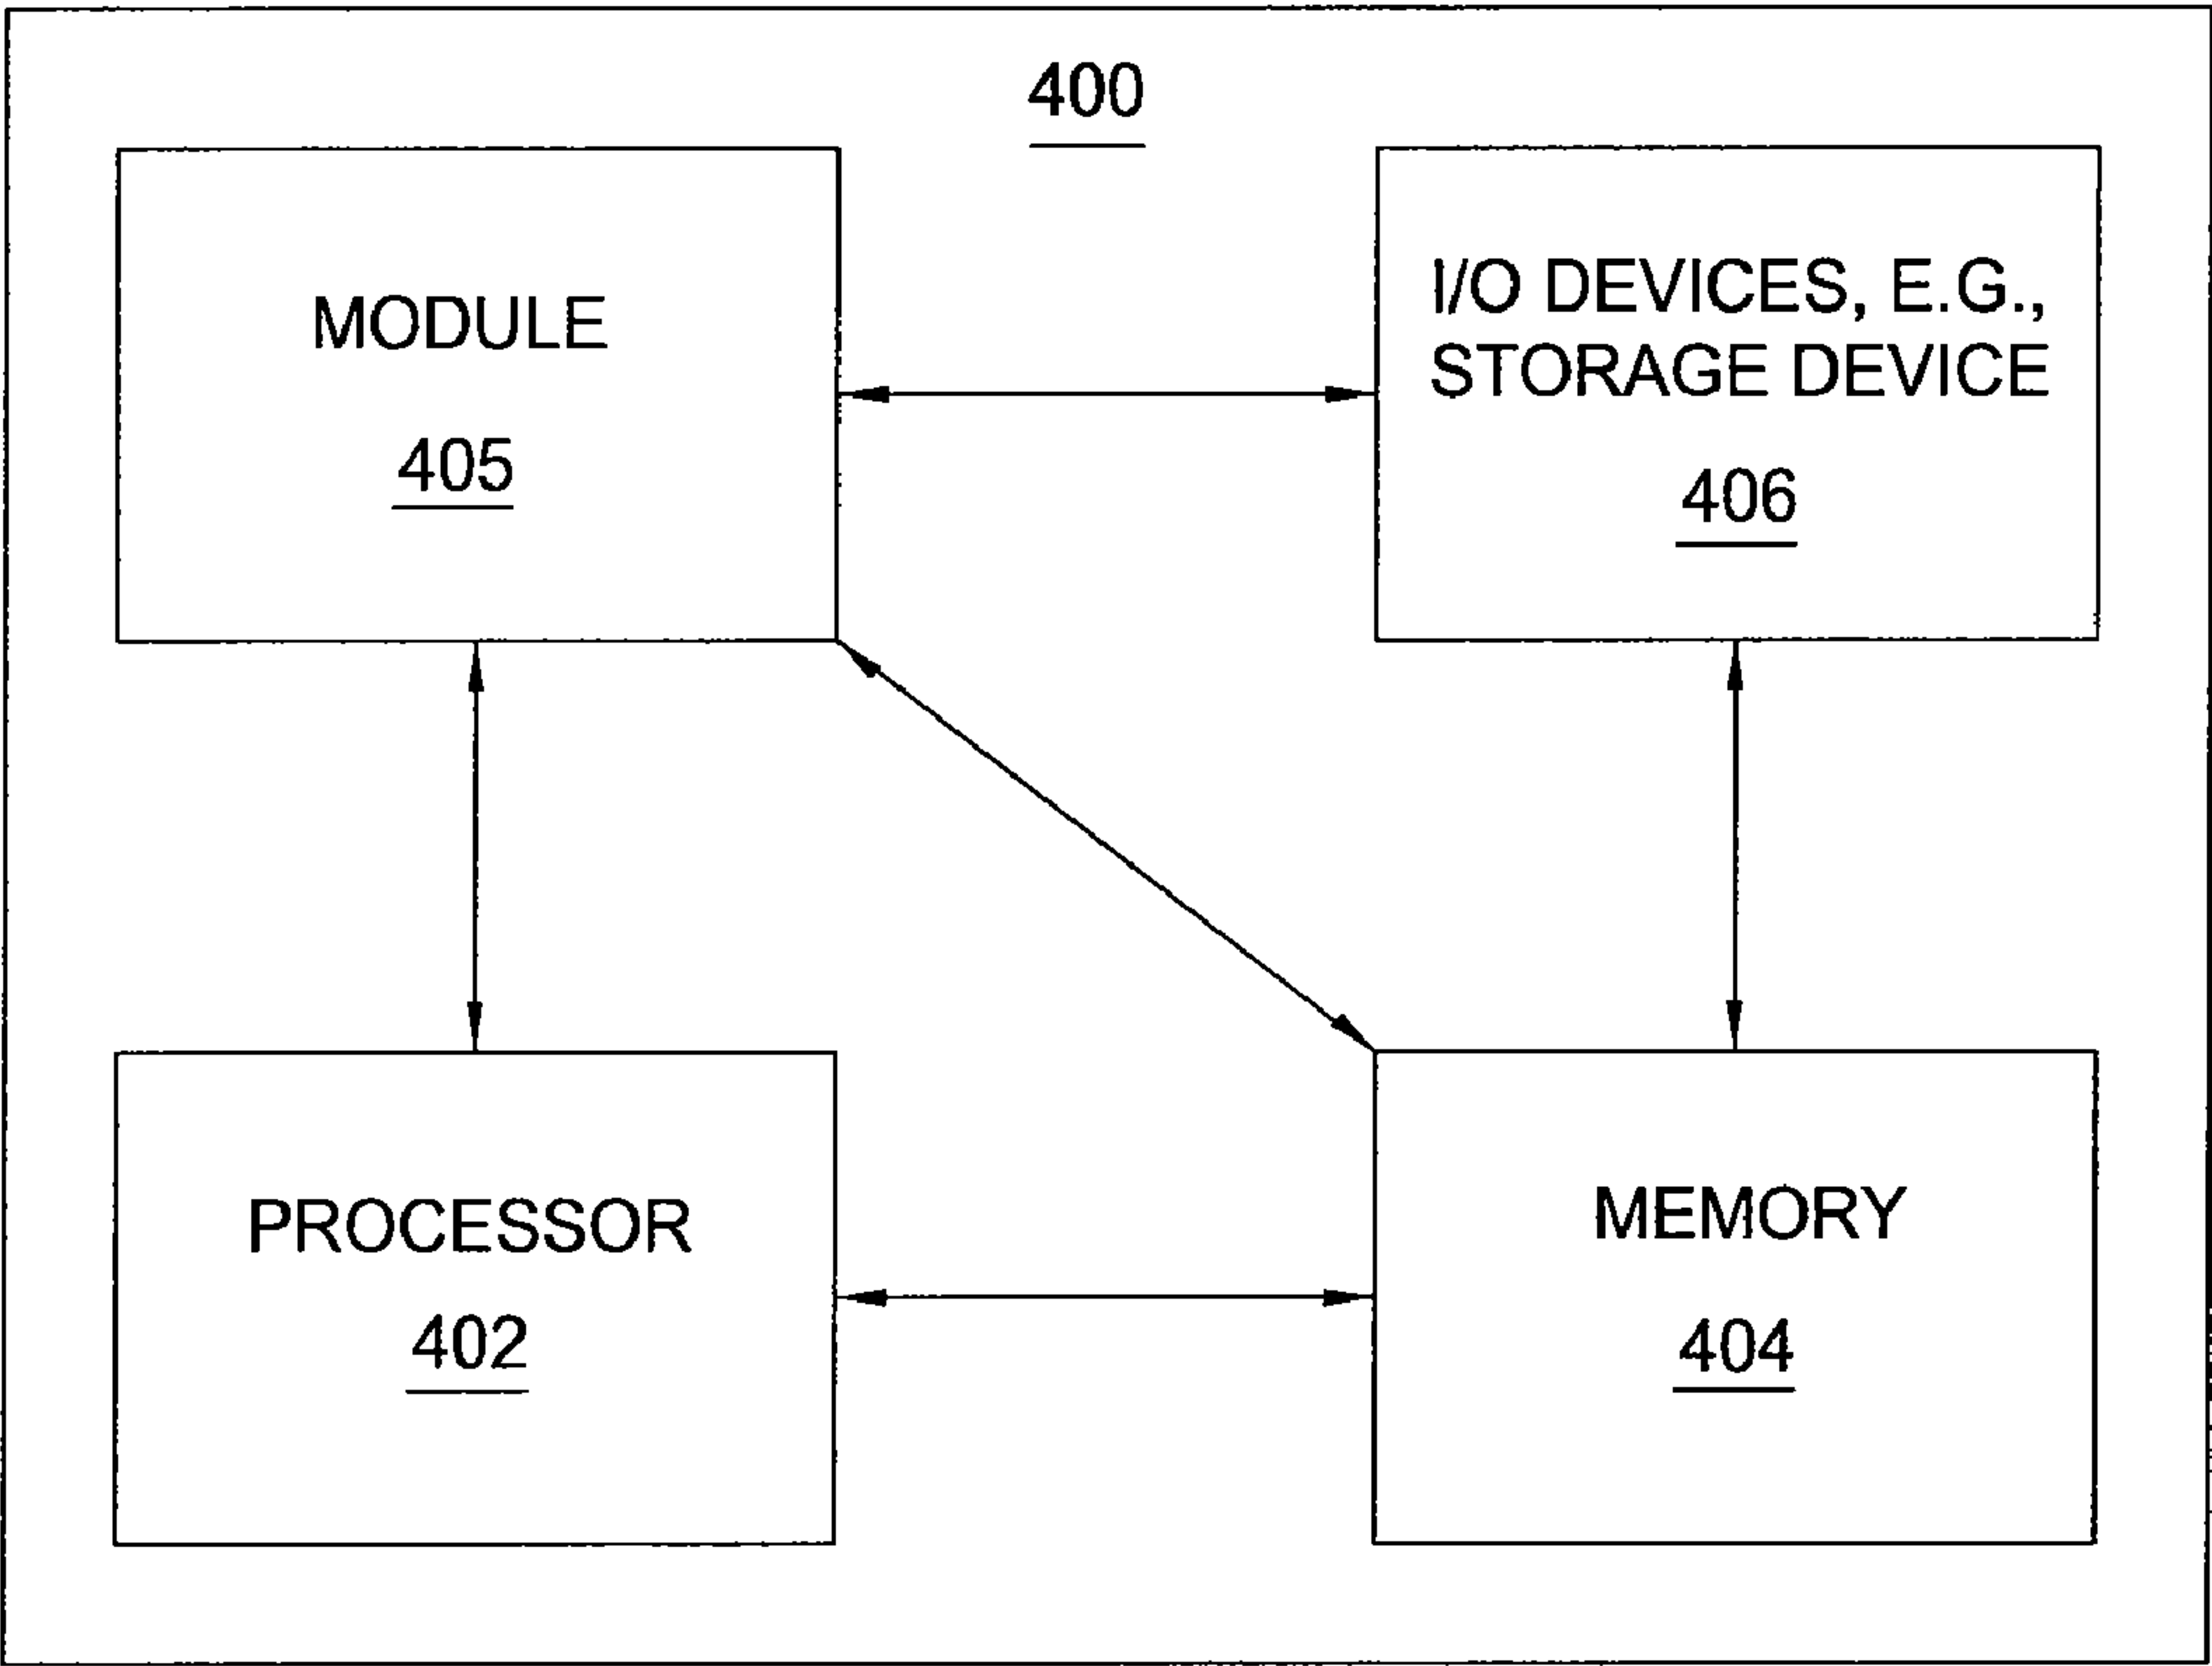 400
MODULE
405
I/O DEVICES, E.G.,
STORAGE DEVICE
406
PROCESSOR
402
MEMORY
404